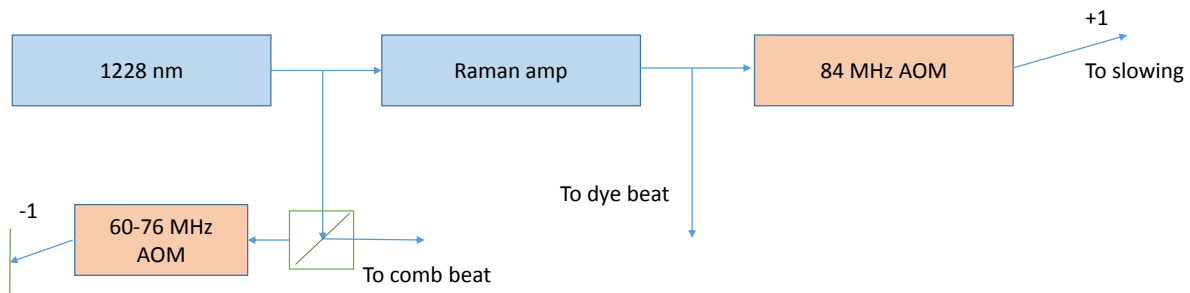 +1
1228 nm
Raman amp
84 MHz AOM
To slowing
To dye beat
-1
60-76 MHz
AOM
To comb beat